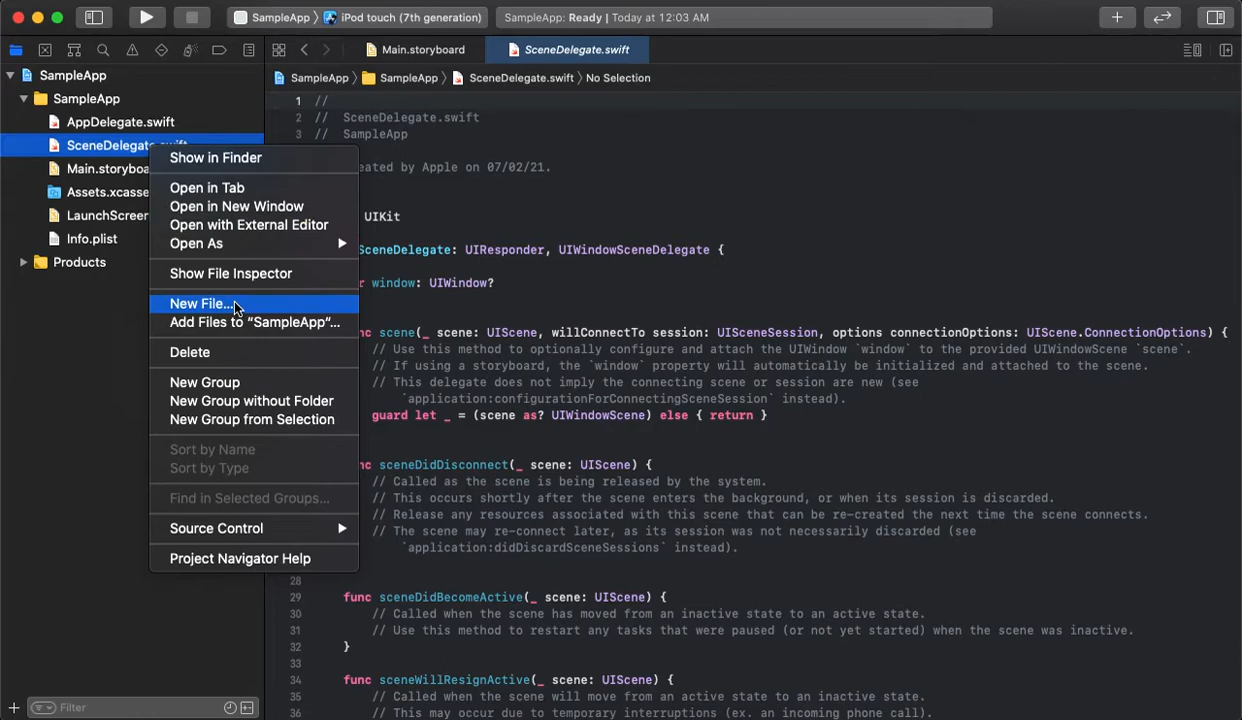 SampleApp 〉 iPod touch (7th generation)
SampleApp: Ready | Today at 12:03 AM
Main.storyboard
SceneDelegate.swift
SampleApp 〉 SampleApp 〉 SceneDelegate.swift 〉 No Selection
SampleApp
SampleApp
AppDelegate.swift
SceneDelegate.swift
Main.storyboa
Assets.xcasse
LaunchScreen
Info.plist
Products
Filter
Show in Finder
Open in Tab
Open in New Window
Open with External Editor
Open As
Show File Inspector
New File...
Add Files to “SampleApp”...
Delete
New Group
New Group without Folder
New Group from Selection
Sort by Name
Sort by Type
Find in Selected Groups...
Source Control
Project Navigator Help
1 //
2 // SceneDelegate.swift
3 // SampleApp
eated by Apple on 07/02/21.
UIKit
SceneDelegate: UIResponder, UIWindowSceneDelegate {
r window: UIWindow?
nc scene(_ scene: UIScene, willConnectTo session: UISceneSession, options connectionOptions: UIScene.ConnectionOptions) {
// Use this method to optionally configure and attach the UIWindow `window` to the provided UIWindowScene `scene`.
// If using a storyboard, the `window` property will automatically be initialized and attached to the scene.
// This delegate does not imply the connecting scene or session are new (see
`application:configurationForConnectingSceneSession` instead).
guard let _ = (scene as? UIWindowScene) else { return }
nc sceneDidDisconnect(_ scene: UIScene) {
// Called as the scene is being released by the system.
// This occurs shortly after the scene enters the background, or when its session is discarded.
// Release any resources associated with this scene that can be re-created the next time the scene connects.
// The scene may re-connect later, as its session was not necessarily discarded (see
`application:didDiscardSceneSessions` instead).
28
29 func sceneDidBecomeActive(_ scene: UIScene) {
30 // Called when the scene has moved from an inactive state to an active state.
31 // Use this method to restart any tasks that were paused (or not yet started) when the scene was inactive.
32 }
33
34 func sceneWillResignActive(_ scene: UIScene) {
35 // Called when the scene will move from an active state to an inactive state.
36 // This may occur due to temporary interruptions (ex. an incoming phone call).